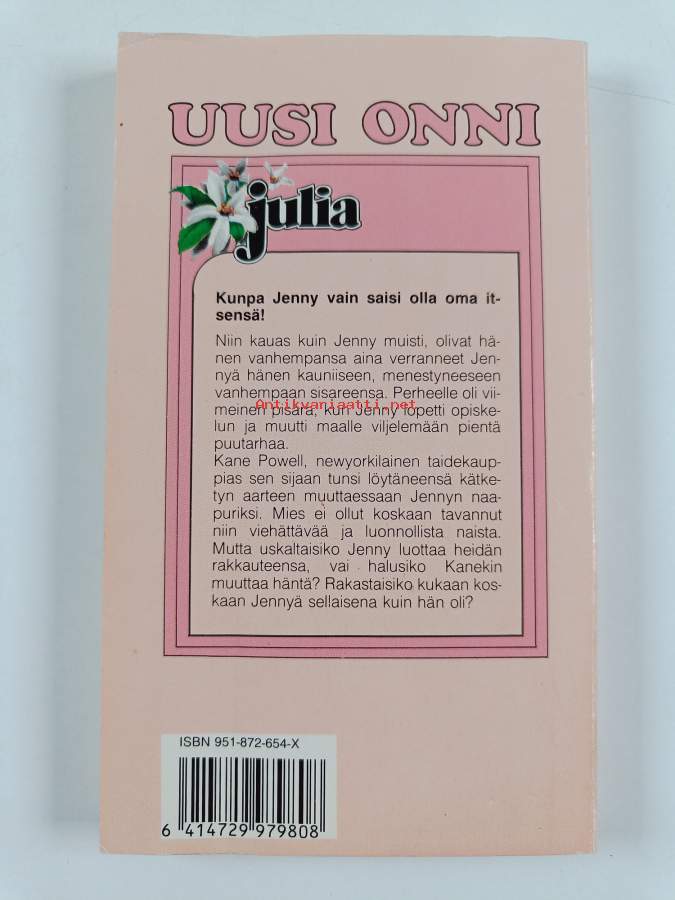 UUSI ONNI
julia
Kunpa Jenny vain saisi olla oma it-
sensä!
Niin kauas kuin Jenny muisti, olivat hä-
nen vanhempansa aina verranneet Jen-
nyä hänen kauniiseen, menestyneeseen
vanhempaan sisareensa. Perheelle oli vii-
meinen pisara, kun Jenny lopetti opiske-
Antikvariaatti.net
lun ja muutti maalle viljelemään pientä
puutarhaa.
Kane Powell, newyorkilainen taidekaup-
pias sen sijaan tunsi löytäneensä kätke-
tyn aarteen muuttaessaan Jennyn naa-
puriksi. Mies ei ollut koskaan tavannut
niin viehättävää ja luonnollista naista.
Mutta uskaltaisiko Jenny luottaa heidän
rakkauteensa, vai halusiko Kanekin
muuttaa häntä? Rakastaisiko kukaan kos-
kaan Jennyä sellaisena kuin hän oli?
ISBN 951-872-654-X
6 414729 979808